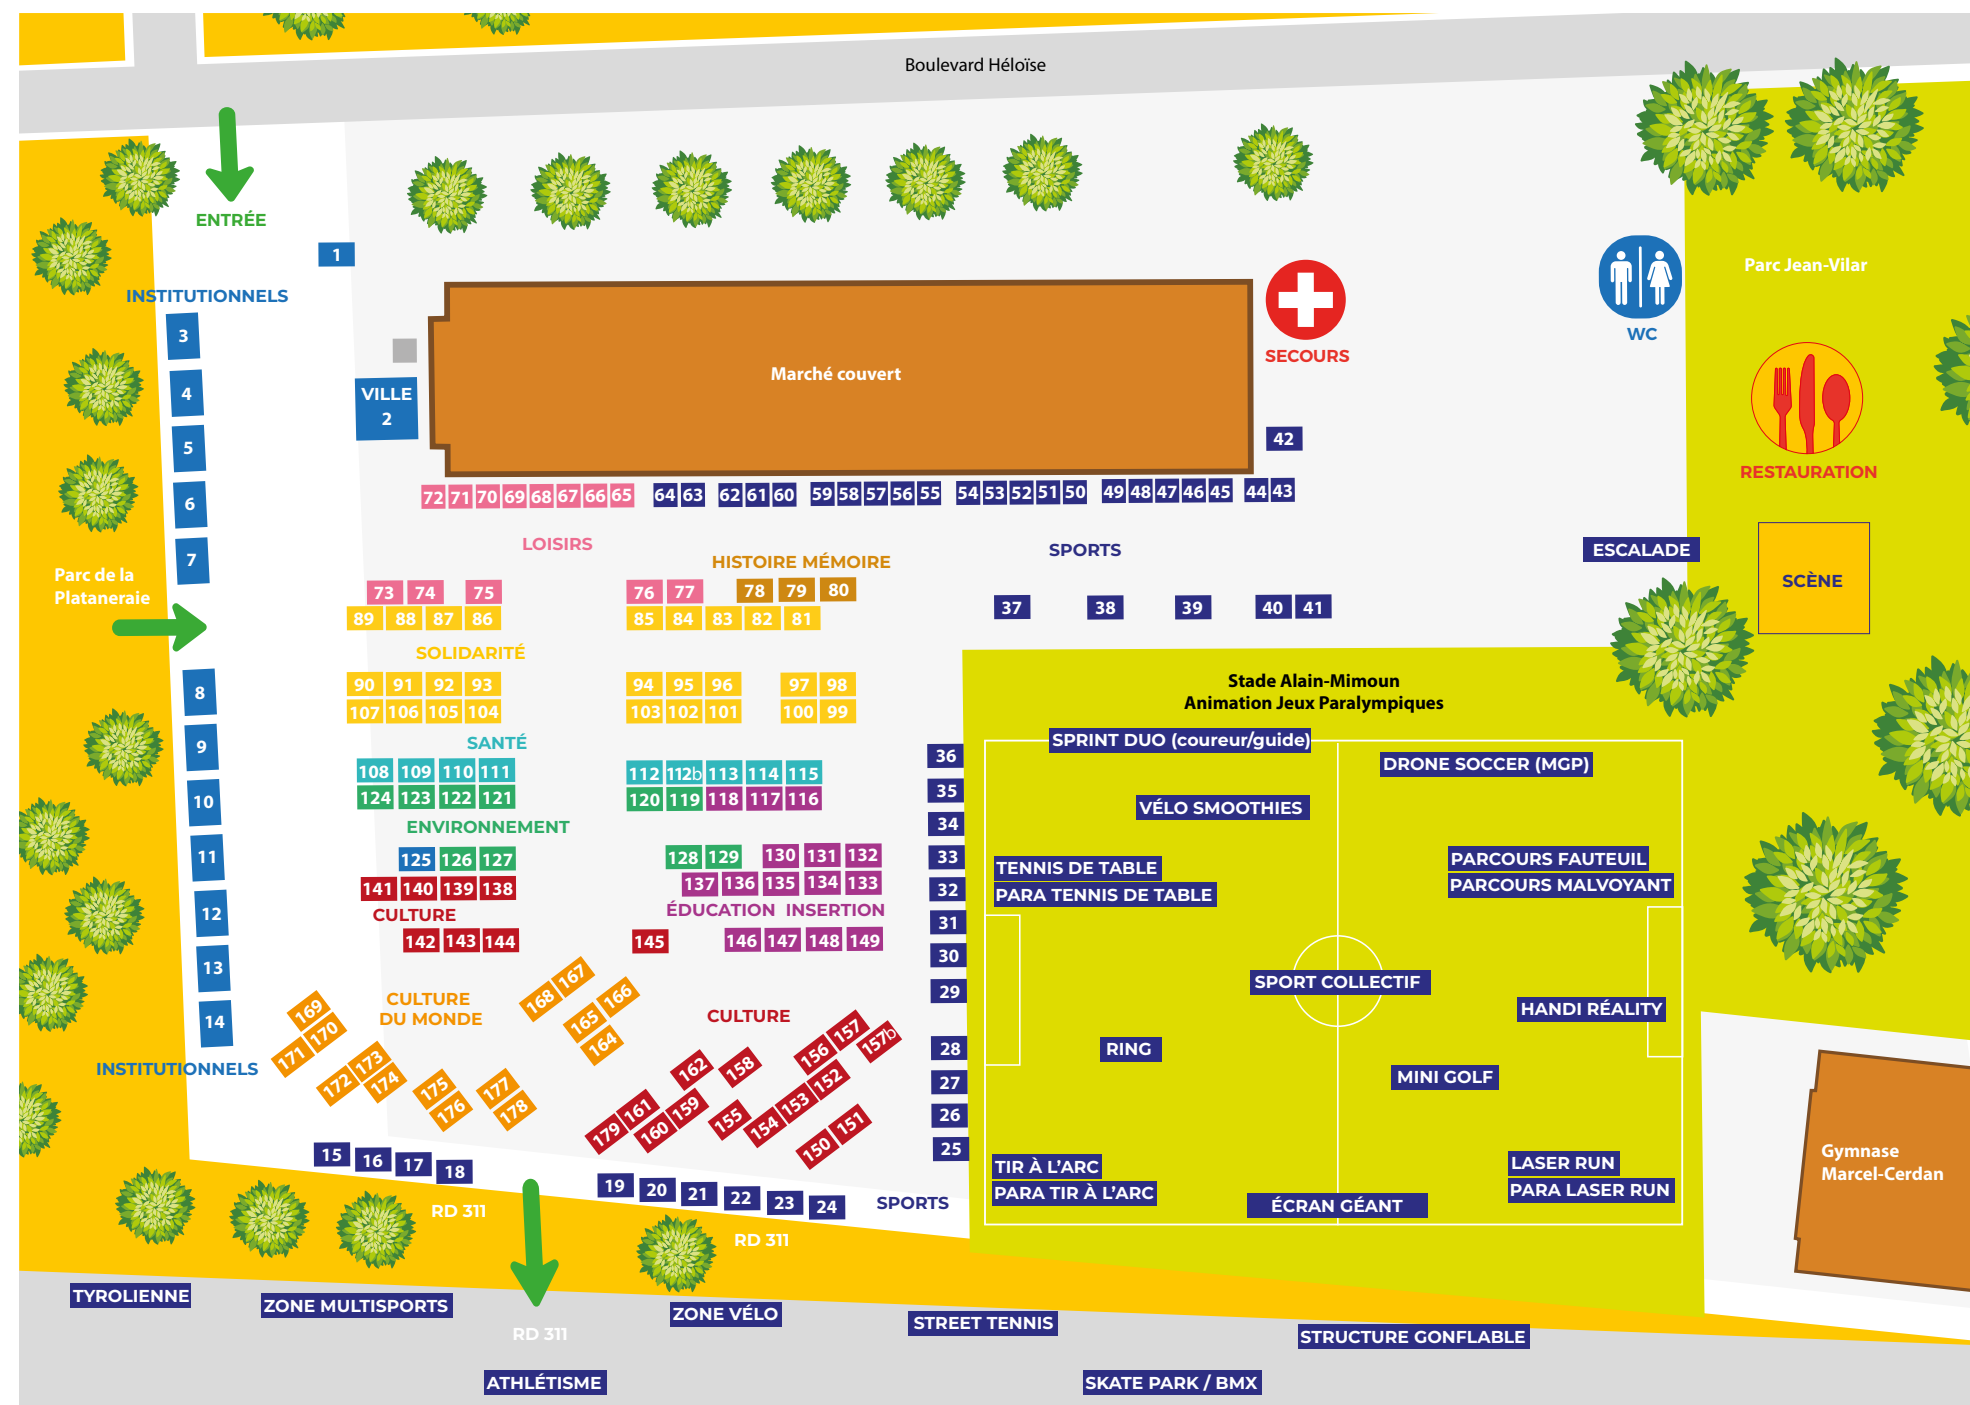 Boulevard Héloïse
ENTRÉE
1
INSTITUTIONNELS
3
4
5
6
7
VILLE
2
Marché couvert
SECOURS
WC
Parc Jean-Vilar
RESTAURATION
42
72 71 70 69 68 67 66 65 64 63 62 61 60 59 58 57 56 55 54 53 52 51 50 49 48 47 46 45 44 43
LOISIRS
HISTOIRE MÉMOIRE
SPORTS
ESCALADE
SCÈNE
Parc de la
Plataneraie
73 74 75 76 77 78 79 80
89 88 87 86 85 84 83 82 81
37 38 39 40 41
SOLIDARITÉ
90 91 92 93 94 95 96 97 98
107 106 105 104 103 102 101 100 99
SANTÉ
108 109 110 111 112 112b 113 114 115
124 123 122 121 120 119 118 117 116
ENVIRONNEMENT
125 126 127 128 129 130 131 132
141 140 139 138 137 136 135 134 133
CULTURE
ÉDUCATION INSERTION
142 143 144 145 146 147 148 149
8
9
10
11
12
13
14
INSTITUTIONNELS
CULTURE
DU MONDE
169
170
171
172
173
174
175
176
177
178
168
167
166
165
164
CULTURE
162
158
156
157
157b
179
161
160
159
155
154
153
152
150
151
36
35
34
33
32
31
30
29
28
27
26
25
Stade Alain-Mimoun
Animation Jeux Paralympiques
SPRINT DUO (coureur/guide)
DRONE SOCCER (MGP)
VÉLO SMOOTHIES
TENNIS DE TABLE
PARA TENNIS DE TABLE
PARCOURS FAUTEUIL
PARCOURS MALVOYANT
SPORT COLLECTIF
HANDI RÉALITY
RING
MINI GOLF
TIR À L’ARC
PARA TIR À L’ARC
LASER RUN
PARA LASER RUN
ÉCRAN GÉANT
Gymnase
Marcel-Cerdan
15 16 17 18
19 20 21 22 23 24
SPORTS
RD 311
RD 311
TYROLIENNE
ZONE MULTISPORTS
ZONE VÉLO
STREET TENNIS
RD 311
STRUCTURE GONFLABLE
ATHLÉTISME
SKATE PARK / BMX